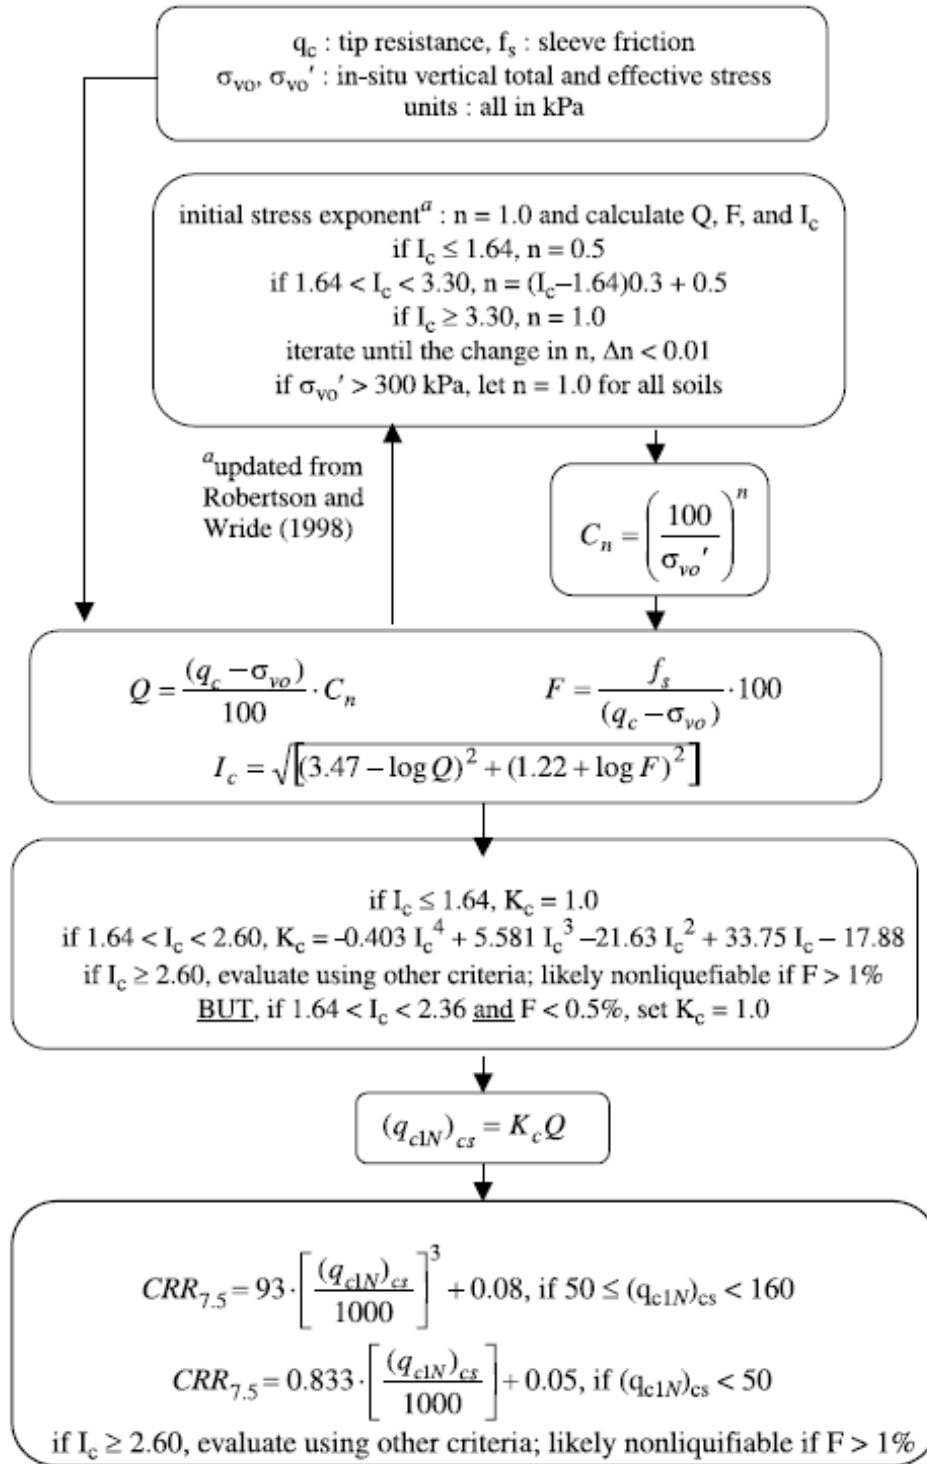 q_c : tip resistance, f_s : sleeve friction
σ_vo, σ_vo′ : in-situ vertical total and effective stress
units : all in kPa
initial stress exponent^a : n = 1.0 and calculate Q, F, and I_c
if I_c ≤ 1.64, n = 0.5
if 1.64 < I_c < 3.30, n = (I_c–1.64)0.3 + 0.5
if I_c ≥ 3.30, n = 1.0
iterate until the change in n, Δn < 0.01
if σ_vo′ > 300 kPa, let n = 1.0 for all soils
^a updated from
Robertson and
Wride (1998)
C_n = (100 / σ_vo′)^n
Q = (q_c – σ_vo) / 100 · C_n
F = f_s / (q_c – σ_vo) · 100
I_c = √[(3.47 – log Q)^2 + (1.22 + log F)^2]
if I_c ≤ 1.64, K_c = 1.0
if 1.64 < I_c < 2.60, K_c = –0.403 I_c^4 + 5.581 I_c^3 –21.63 I_c^2 + 33.75 I_c – 17.88
if I_c ≥ 2.60, evaluate using other criteria; likely nonliquefiable if F > 1%
BUT, if 1.64 < I_c < 2.36 and F < 0.5%, set K_c = 1.0
(q_c1N)_cs = K_c Q
CRR_7.5 = 93 · [(q_c1N)_cs / 1000]^3 + 0.08, if 50 ≤ (q_c1N)_cs < 160
CRR_7.5 = 0.833 · [(q_c1N)_cs / 1000] + 0.05, if (q_c1N)_cs < 50
if I_c ≥ 2.60, evaluate using other criteria; likely nonliquifiable if F > 1%